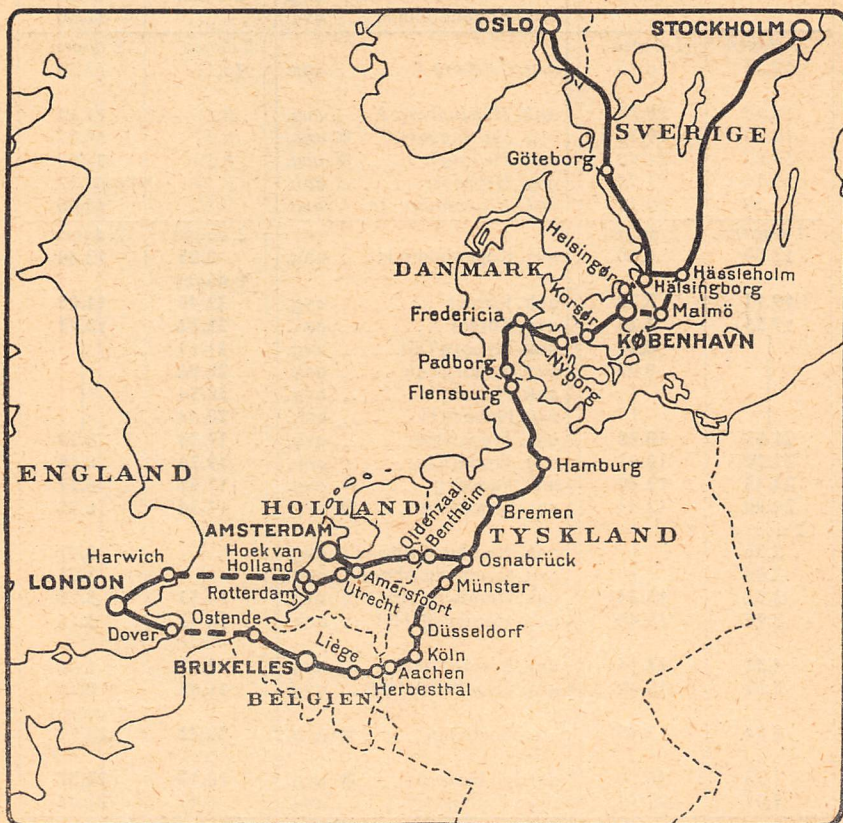 OSLO
STOCKHOLM
SVERIGE
Göteborg
Helsingør
DANMARK
Hässleholm
Hälsingborg
Korsør
Fredericia
Malmö
KØBENHAVN
Nyborg
Padborg
Flensburg
ENGLAND
Hamburg
HOLLAND
Oldenzaal
Bentheim
Bremen
AMSTERDAM
TYSKLAND
Harwich
Hoek van
Holland
Osnabrück
LONDON
Rotterdam
Utrecht
Amersfoort
Münster
Ostende
Dover
Liège
Düsseldorf
BRUXELLES
Köln
Aachen
Herbesthal
BELGIEN